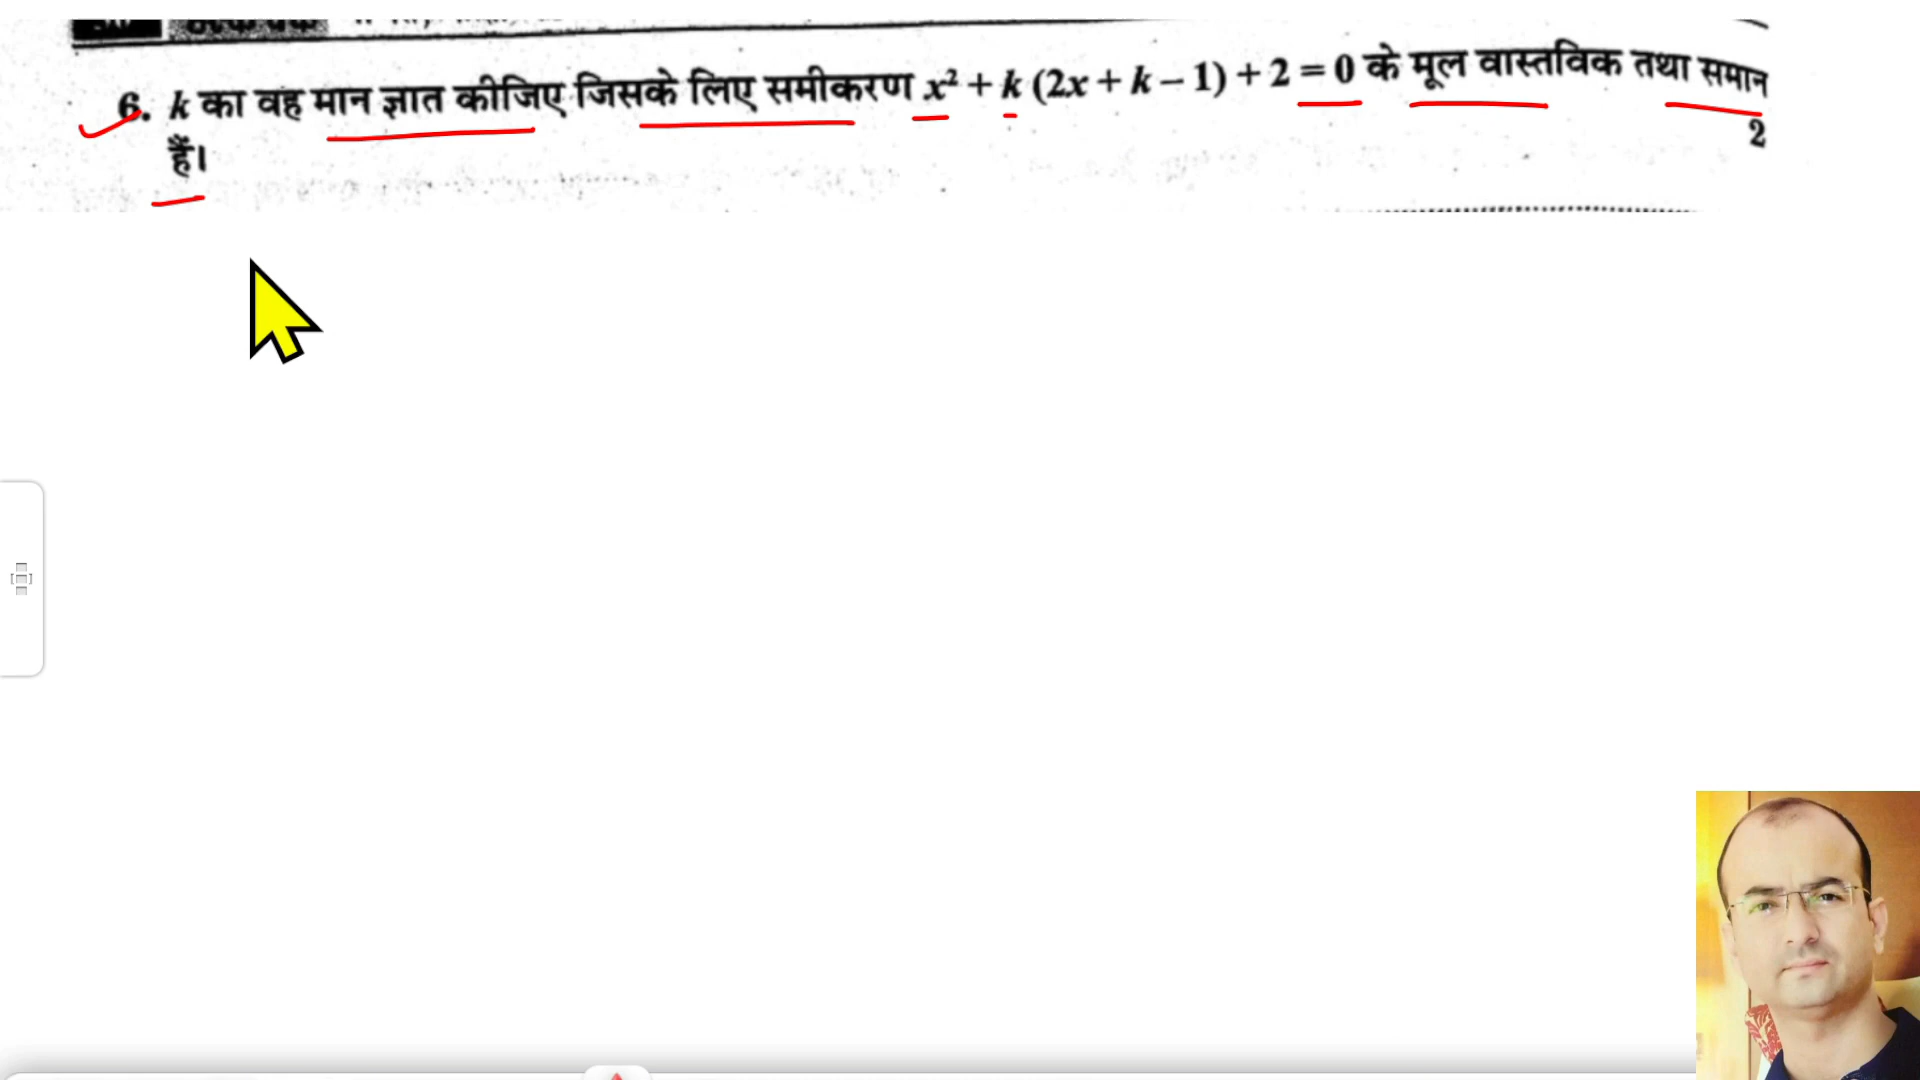 6. k का वह मान ज्ञात कीजिए जिसके लिए समीकरण x² + k (2x + k – 1) + 2 = 0 के मूल वास्तविक तथा समान
हैं।
2